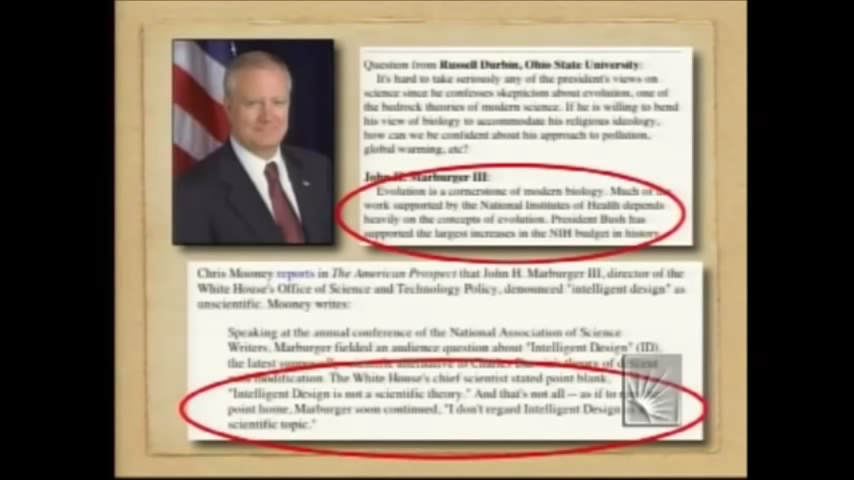 Question from Russell Durbin, Ohio State University:
It's hard to take seriously any of the president's views on
science since he confesses skepticism about evolution, one of
the bedrock theories of modern science. If he is willing to bend
his view of biology to accommodate his religious ideology,
how can we be confident about his approach to pollution,
global warming, etc?
John H. Marburger III:
Evolution is a cornerstone of modern biology. Much of the
work supported by the National Institutes of Health depends
heavily on the concepts of evolution. President Bush has
supported the largest increases in the NIH budget in history.
Chris Mooney reports in The American Prospect that John H. Marburger III, director of the
White House's Office of Science and Technology Policy, denounced "intelligent design" as
unscientific. Mooney writes:
Speaking at the annual conference of the National Association of Science
Writers, Marburger fielded an audience question about "Intelligent Design" (ID),
the latest scientific alternative to Charles theory of descent
modification. The White House's chief scientist stated point blank,
"Intelligent Design is not a scientific theory." And that's not all -- as if to
point home, Marburger soon continued, "I don't regard Intelligent Design
scientific topic."